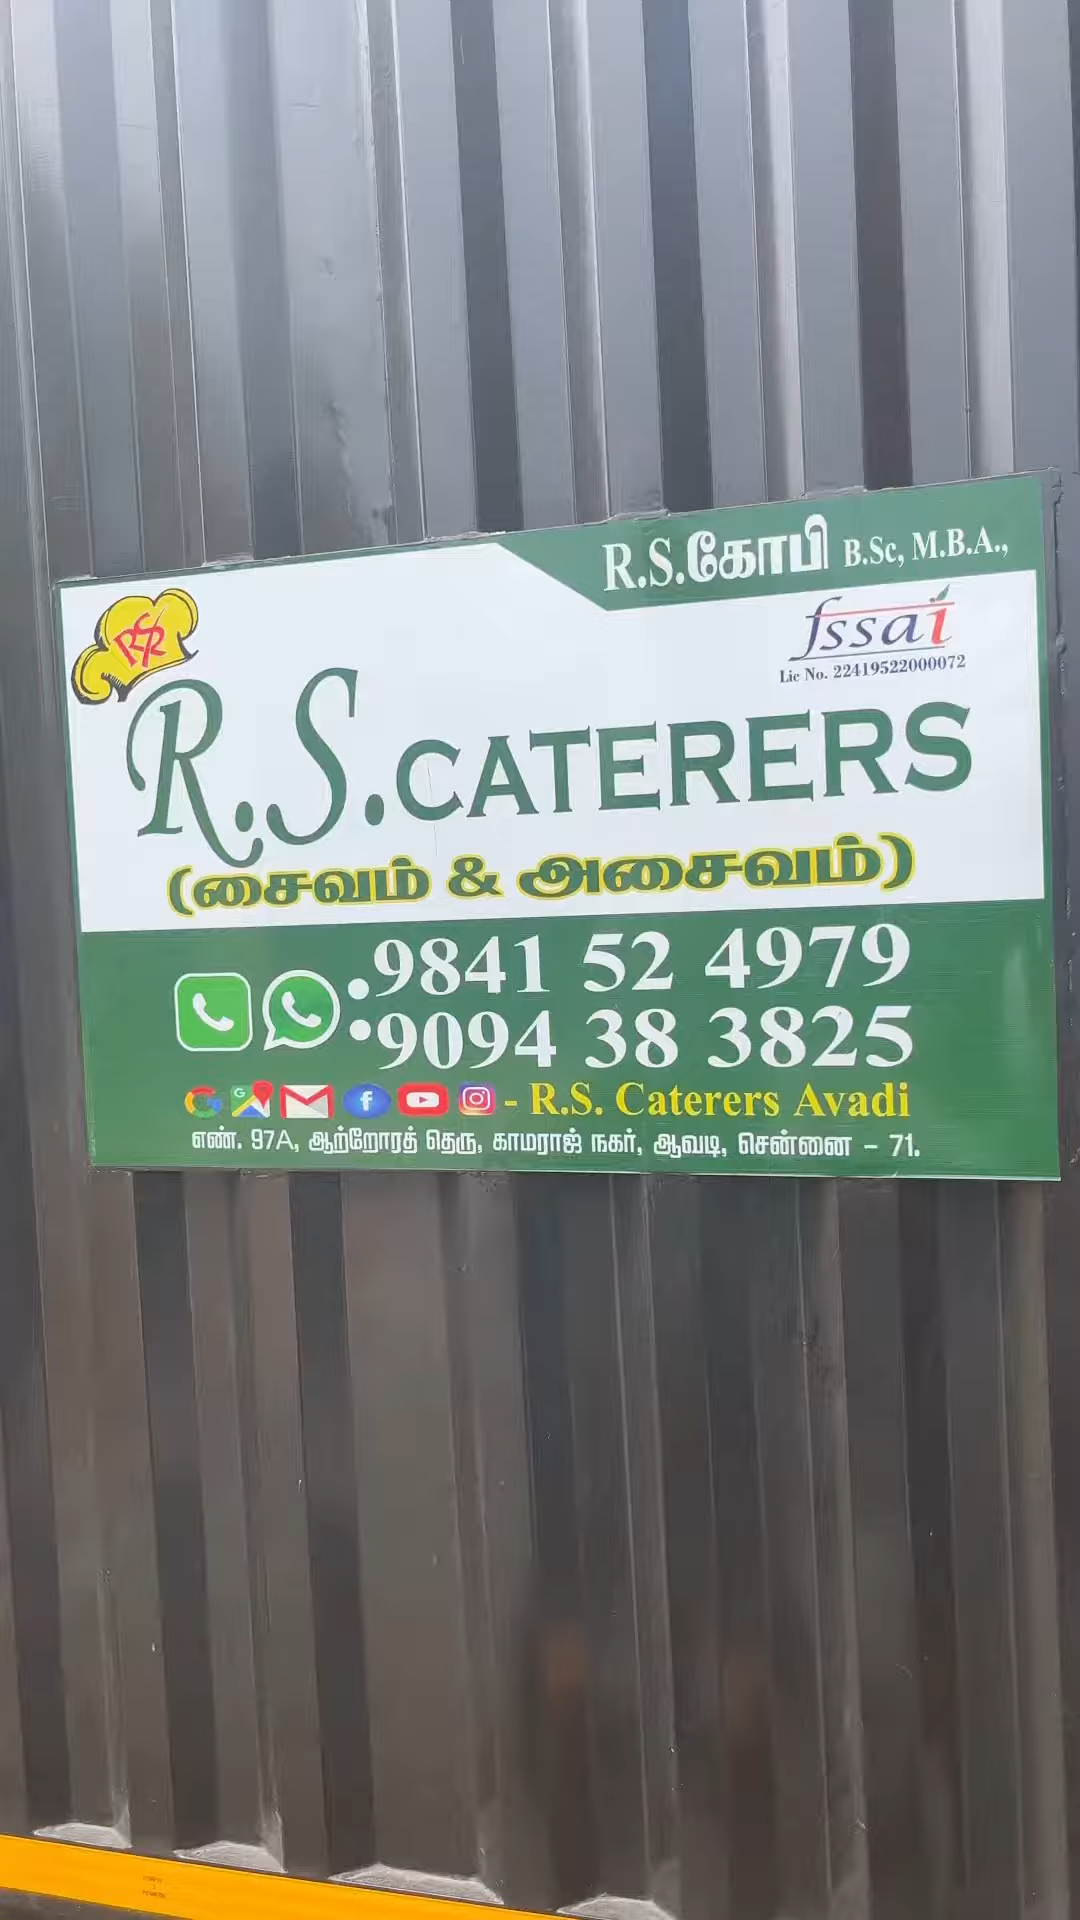 R.S.கோபி B.Sc, M.B.A.,
RSR
fssai
Lic No. 22419522000072
R.S.CATERERS
(சைவம் & அசைவம்)
:9841 52 4979
:9094 38 3825
- R.S. Caterers Avadi
எண். 97A, ஆற்றோரத் தெரு, காமராஜ் நகர், ஆவடி, சென்னை - 71.